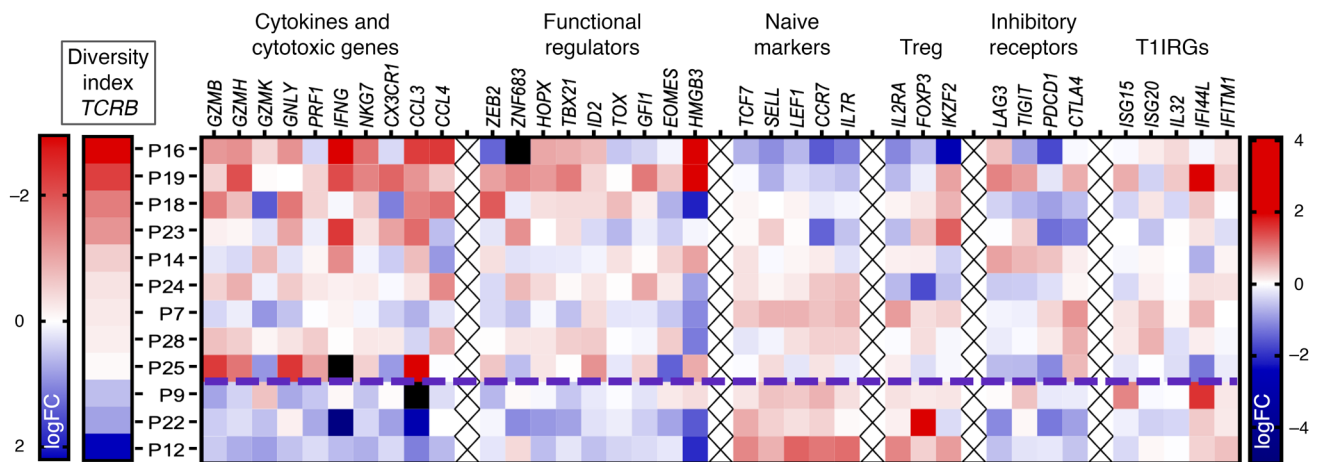 Cytokines and
cytotoxic genes
Functional
regulators
Naive
markers
Treg
Inhibitory
receptors
T1IRGs
Diversity
index
TCRB
GZMB
GZMH
GZMK
GNLY
PRF1
IFNG
NKG7
CX3CR1
CCL3
CCL4
ZEB2
ZNF683
HOPX
TBX21
ID2
TOX
GFI1
EOMES
HMGB3
TCF7
SELL
LEF1
CCR7
IL7R
IL2RA
FOXP3
IKZF2
LAG3
TIGIT
PDCD1
CTLA4
ISG15
ISG20
IL32
IFI44L
IFITM1
–2
0
2
logFC
P16
P19
P18
P23
P14
P24
P7
P28
P25
P9
P22
P12
4
2
0
–2
–4
logFC